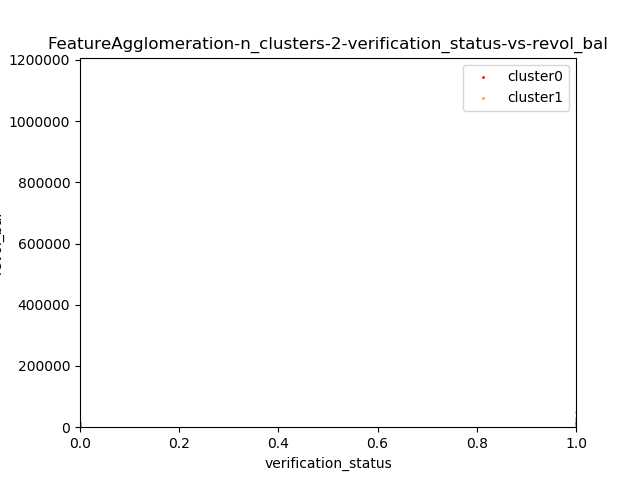 FeatureAgglomeration-n_clusters-2-verification_status-vs-revol_bal
1200000
cluster0
cluster1
1000000
800000
600000
400000
200000
0
0.0 0.2 0.4 0.6 0.8 1.0
verification_status